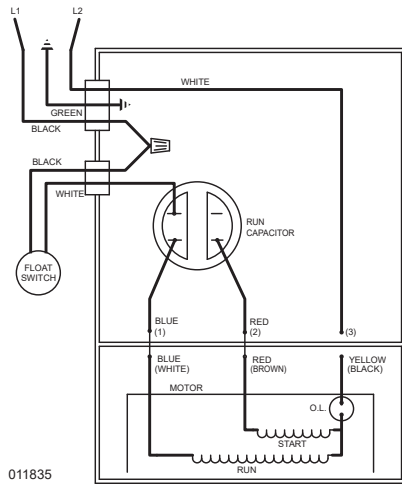 L1
L2
WHITE
GREEN
BLACK
BLACK
WHITE
RUN
CAPACITOR
FLOAT
SWITCH
BLUE
(1)
RED
(2)
(3)
BLUE
(WHITE)
RED
(BROWN)
YELLOW
(BLACK)
MOTOR
O.L.
START
RUN
011835